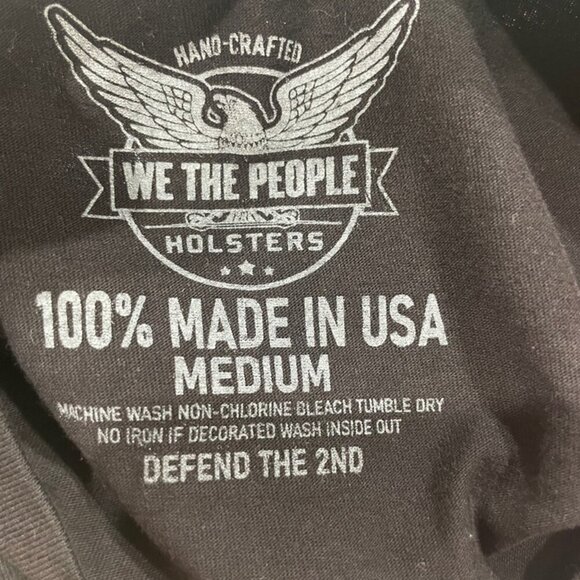 HAND-CRAFTED
WE THE PEOPLE
HOLSTERS
100% MADE IN USA
MEDIUM
MACHINE WASH NON-CHLORINE BLEACH TUMBLE DRY
NO IRON IF DECORATED WASH INSIDE OUT
DEFEND THE 2ND